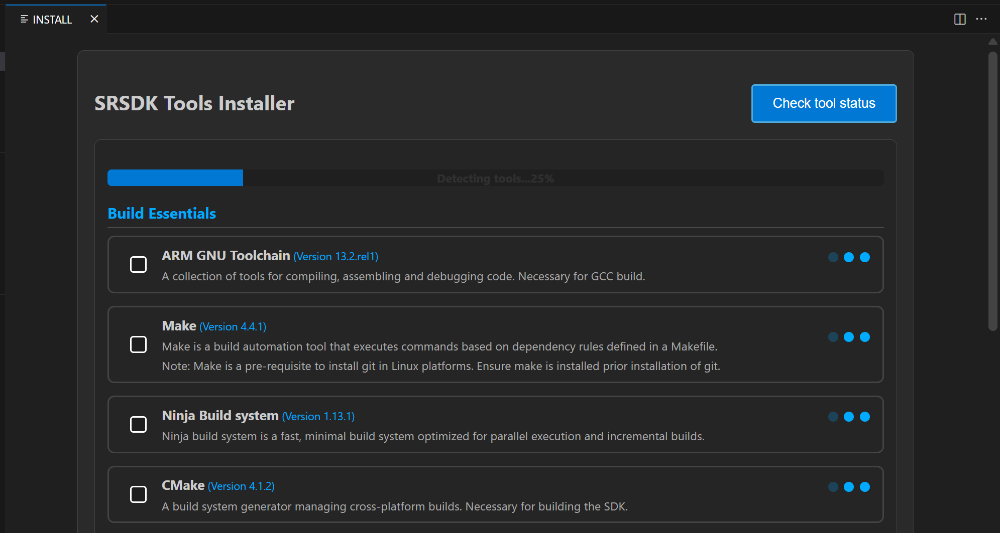 INSTALL
SRSDK Tools Installer
Check tool status
Detecting tools...25%
Build Essentials
ARM GNU Toolchain (Version 13.2.rel1)
A collection of tools for compiling, assembling and debugging code. Necessary for GCC build.
Make (Version 4.4.1)
Make is a build automation tool that executes commands based on dependency rules defined in a Makefile.
Note: Make is a pre-requisite to install git in Linux platforms. Ensure make is installed prior installation of git.
Ninja Build system (Version 1.13.1)
Ninja build system is a fast, minimal build system optimized for parallel execution and incremental builds.
CMake (Version 4.1.2)
A build system generator managing cross-platform builds. Necessary for building the SDK.